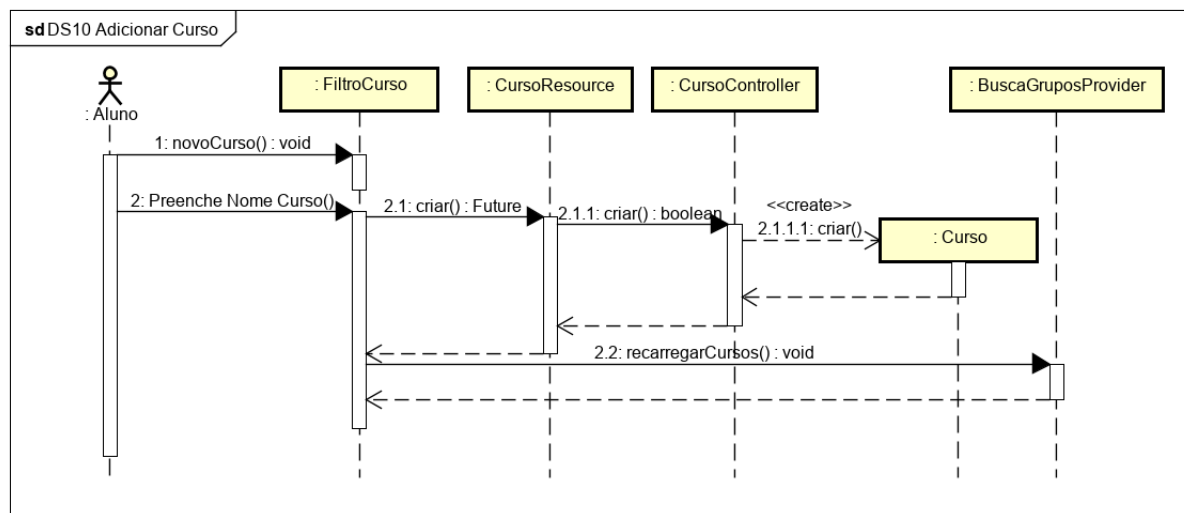 sd DS10 Adicionar Curso
: Aluno
: FiltroCurso
: CursoResource
: CursoController
: BuscaGruposProvider
1: novoCurso() : void
2: Preenche Nome Curso()
2.1: criar() : Future
2.1.1: criar() : boolean
<<create>>
2.1.1.1: criar()
: Curso
2.2: recarregarCursos() : void